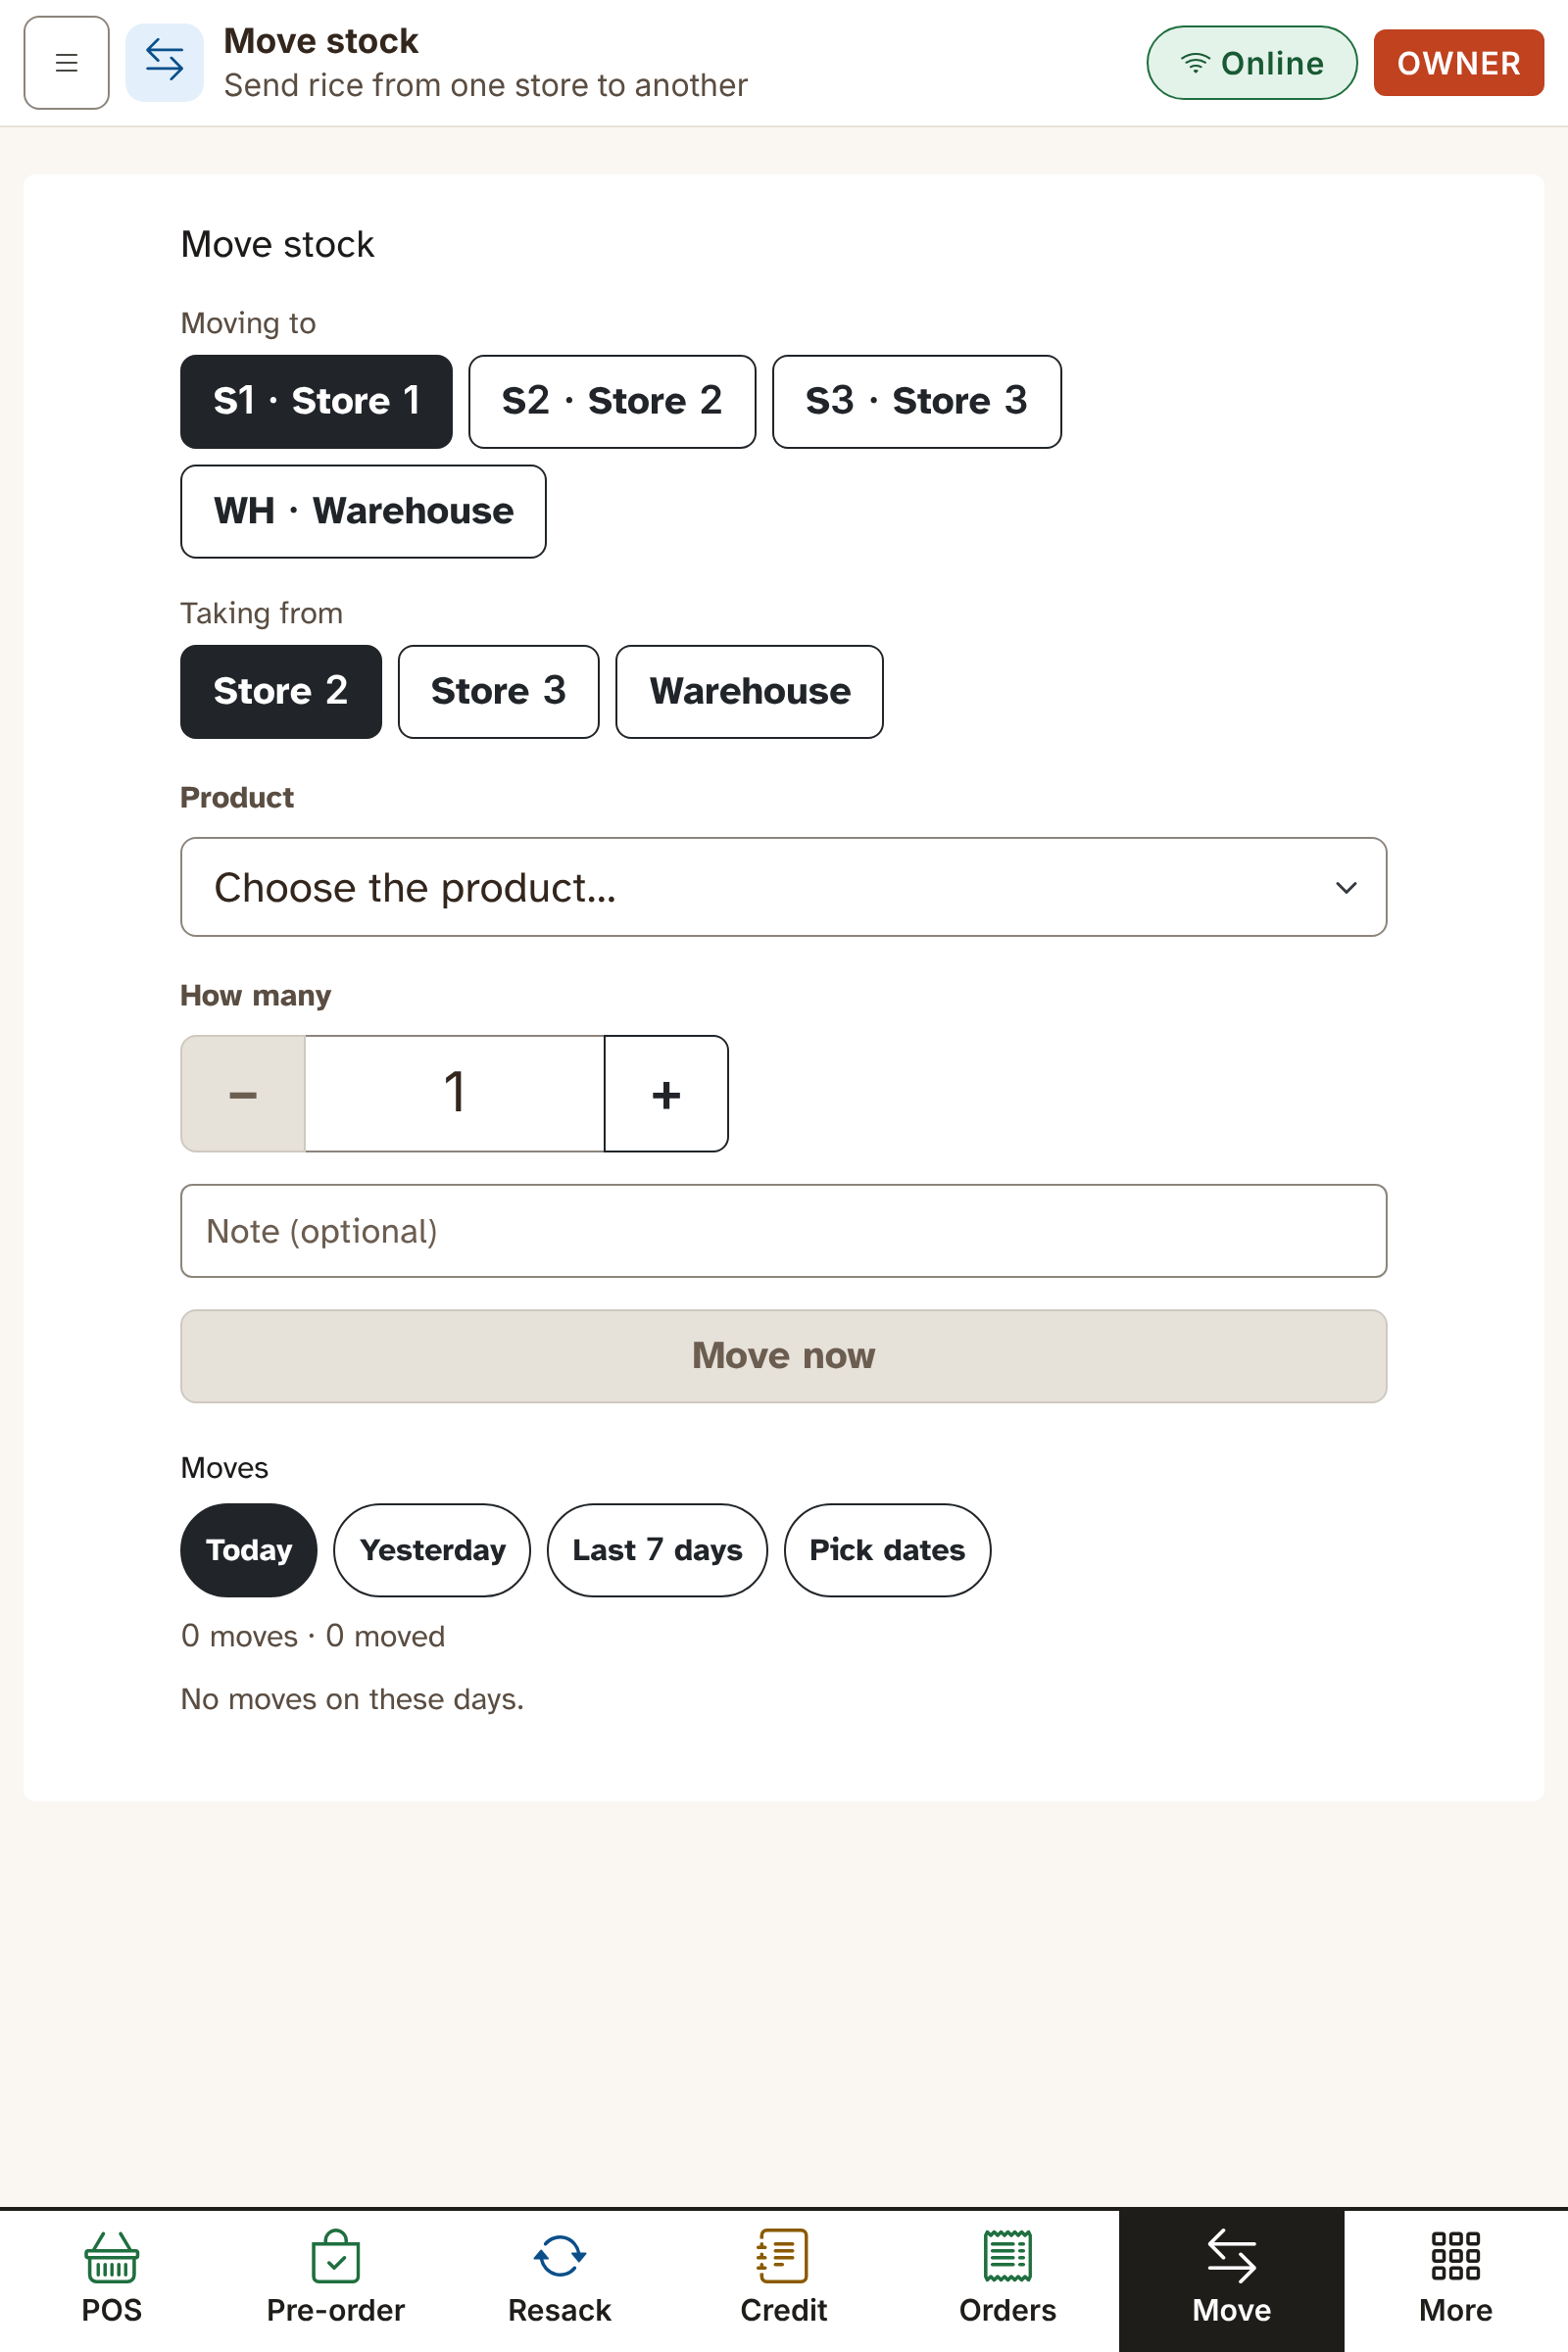 Move stock
Send rice from one store to another
Online
OWNER
Move stock
Moving to
S1 · Store 1
S2 · Store 2
S3 · Store 3
WH · Warehouse
Taking from
Store 2
Store 3
Warehouse
Product
Choose the product...
How many
−
1
+
Note (optional)
Move now
Moves
Today
Yesterday
Last 7 days
Pick dates
0 moves · 0 moved
No moves on these days.
POS
Pre-order
Resack
Credit
Orders
Move
More